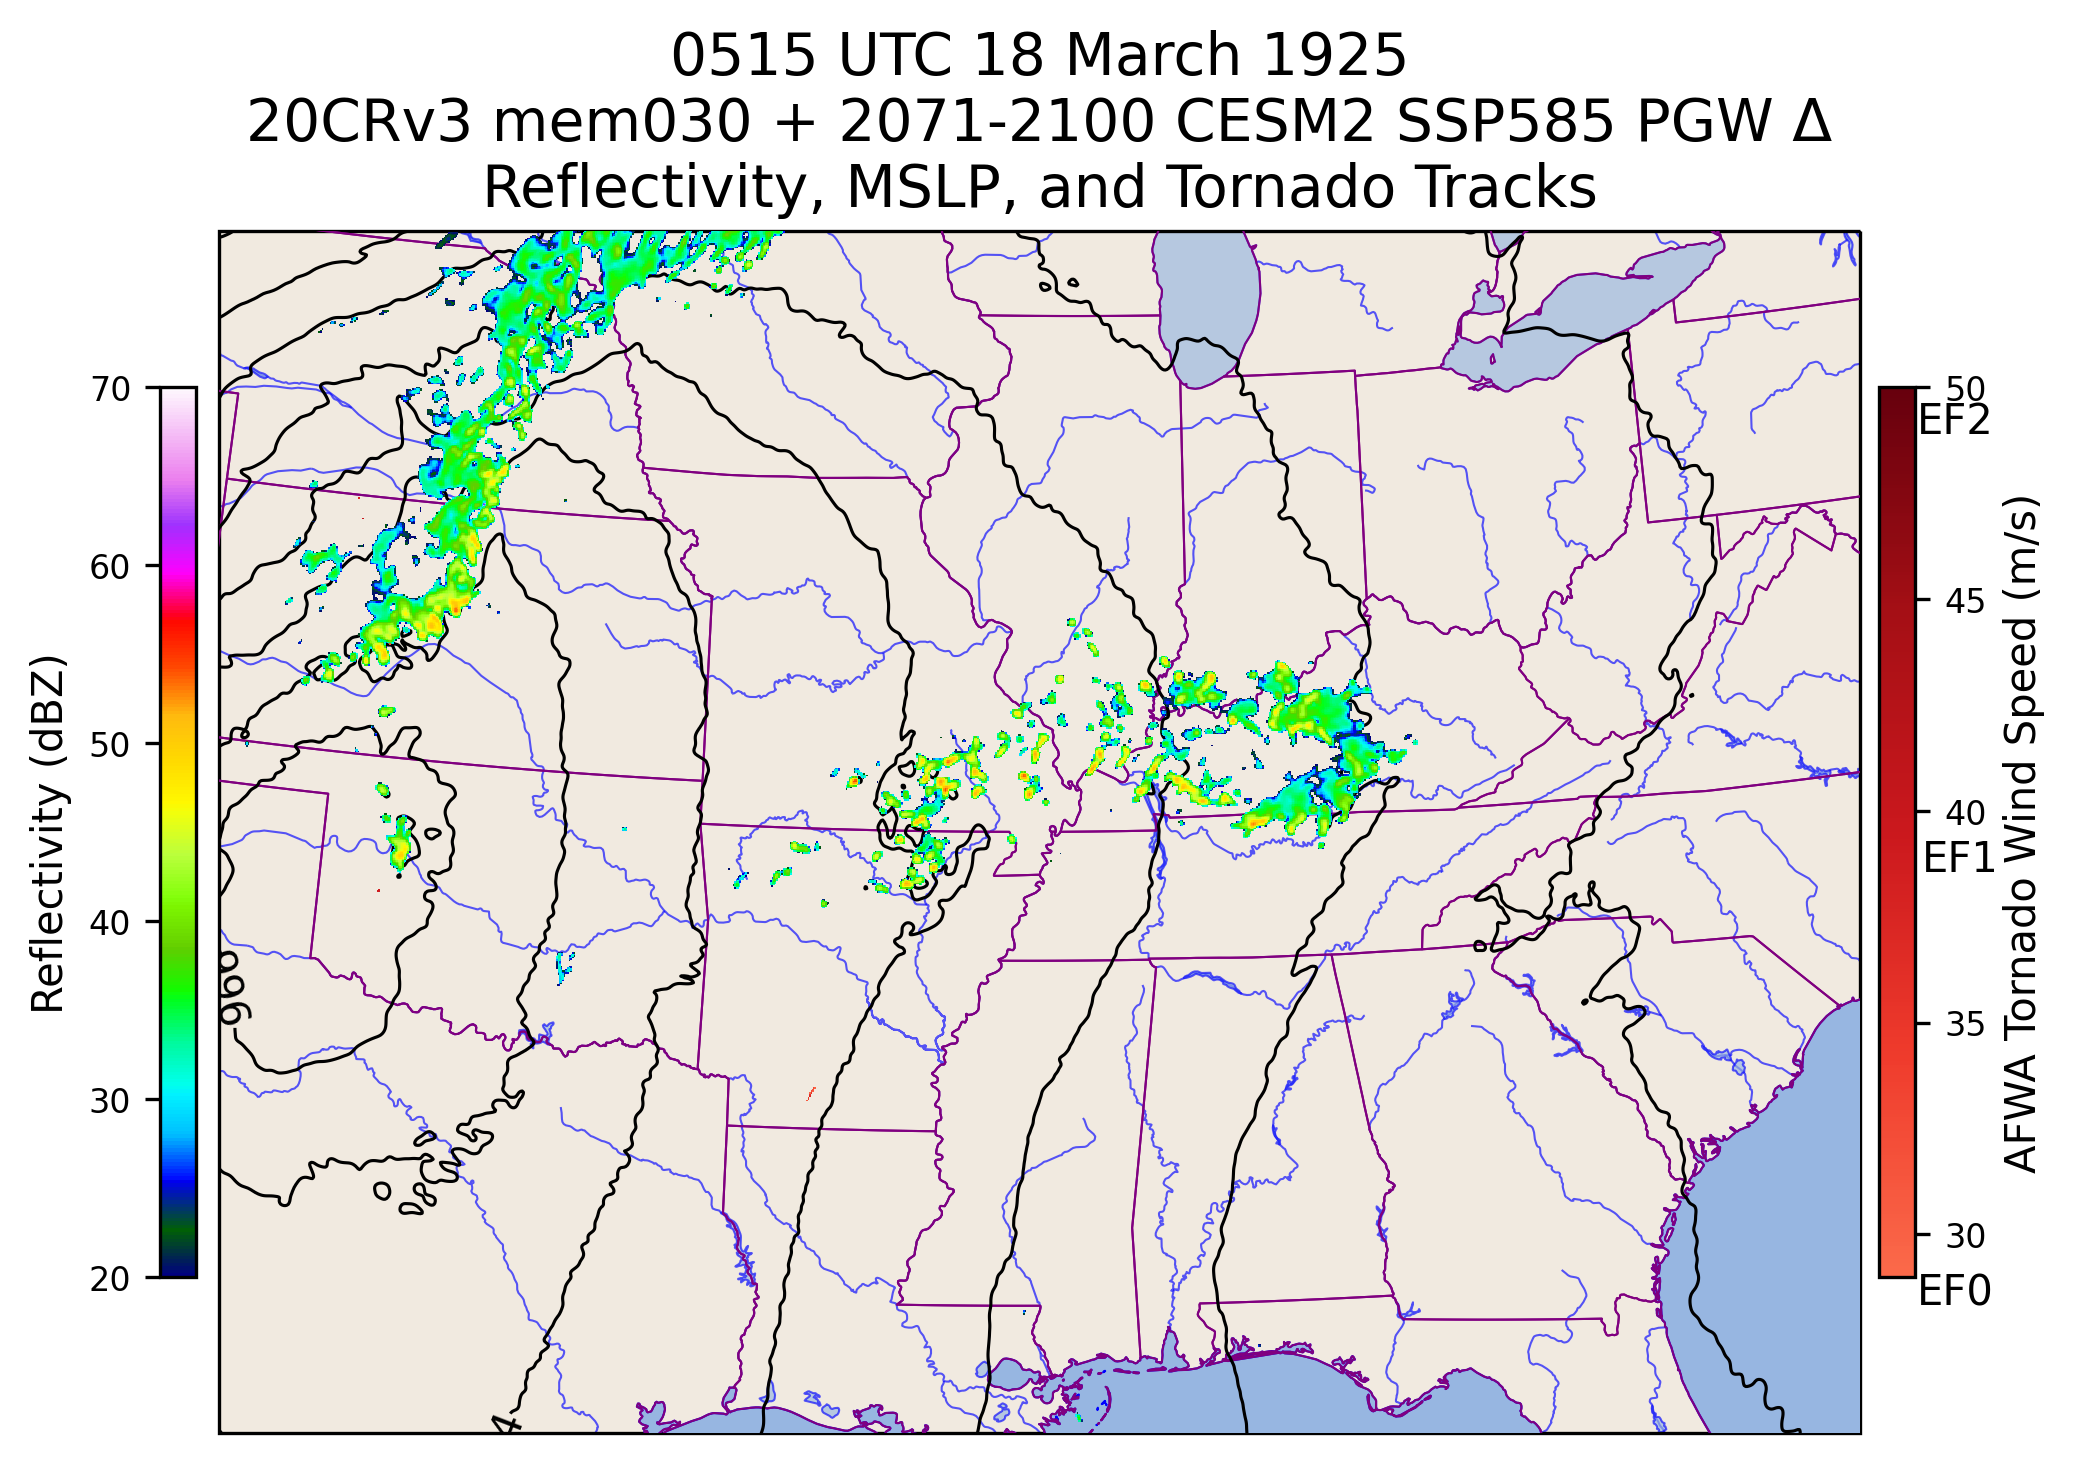 0515 UTC 18 March 1925
20CRv3 mem030 + 2071-2100 CESM2 SSP585 PGW Δ
Reflectivity, MSLP, and Tornado Tracks
70
60
50
40
30
20
Reflectivity (dBZ)
996
4
50
EF2
45
40
EF1
35
30
EF0
AFWA Tornado Wind Speed (m/s)